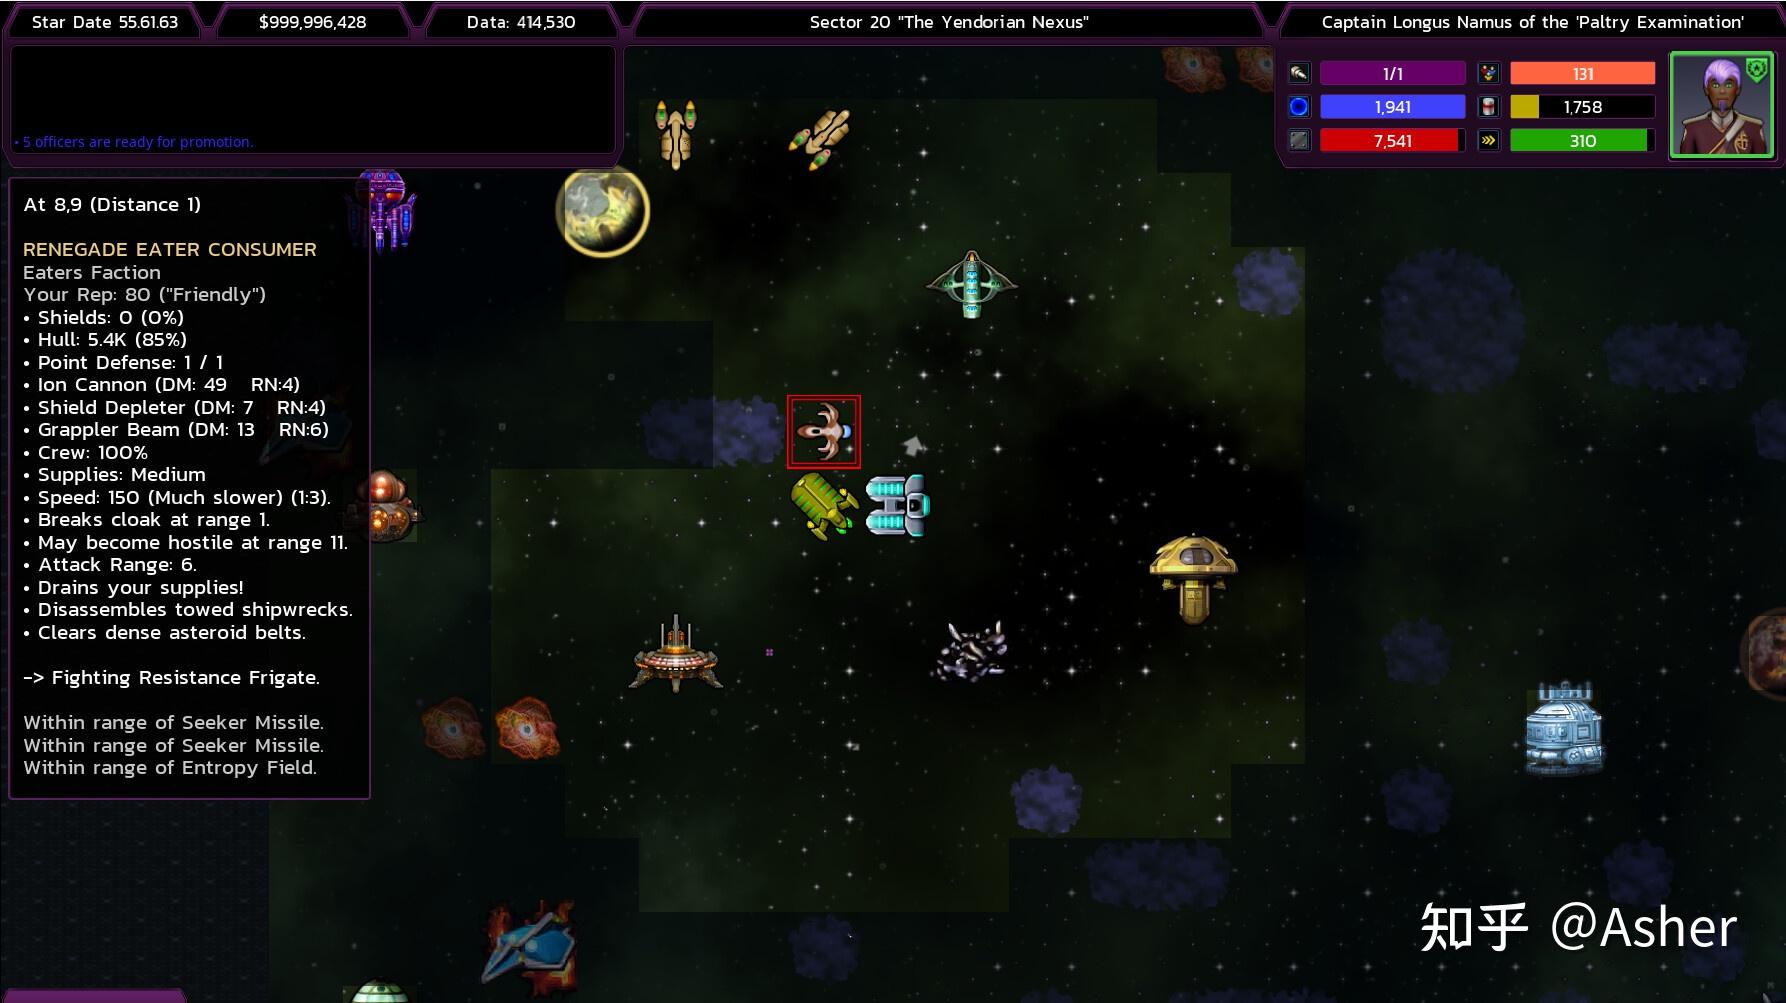 Star Date 55.61.63
$999,996,428
Data: 414,530
Sector 20 "The Yendorian Nexus"
Captain Longus Namus of the 'Paltry Examination'
1/1
131
1,941
1,758
7,541
310
• 5 officers are ready for promotion.
At 8,9 (Distance 1)
RENEGADE EATER CONSUMER
Eaters Faction
Your Rep: 80 ("Friendly")
• Shields: 0 (0%)
• Hull: 5.4K (85%)
• Point Defense: 1 / 1
• Ion Cannon (DM: 49 RN:4)
• Shield Depleter (DM: 7 RN:4)
• Grappler Beam (DM: 13 RN:6)
• Crew: 100%
• Supplies: Medium
• Speed: 150 (Much slower) (1:3).
• Breaks cloak at range 1.
• May become hostile at range 11.
• Attack Range: 6.
• Drains your supplies!
• Disassembles towed shipwrecks.
• Clears dense asteroid belts.
-> Fighting Resistance Frigate.
Within range of Seeker Missile.
Within range of Seeker Missile.
Within range of Entropy Field.
知乎 @Asher